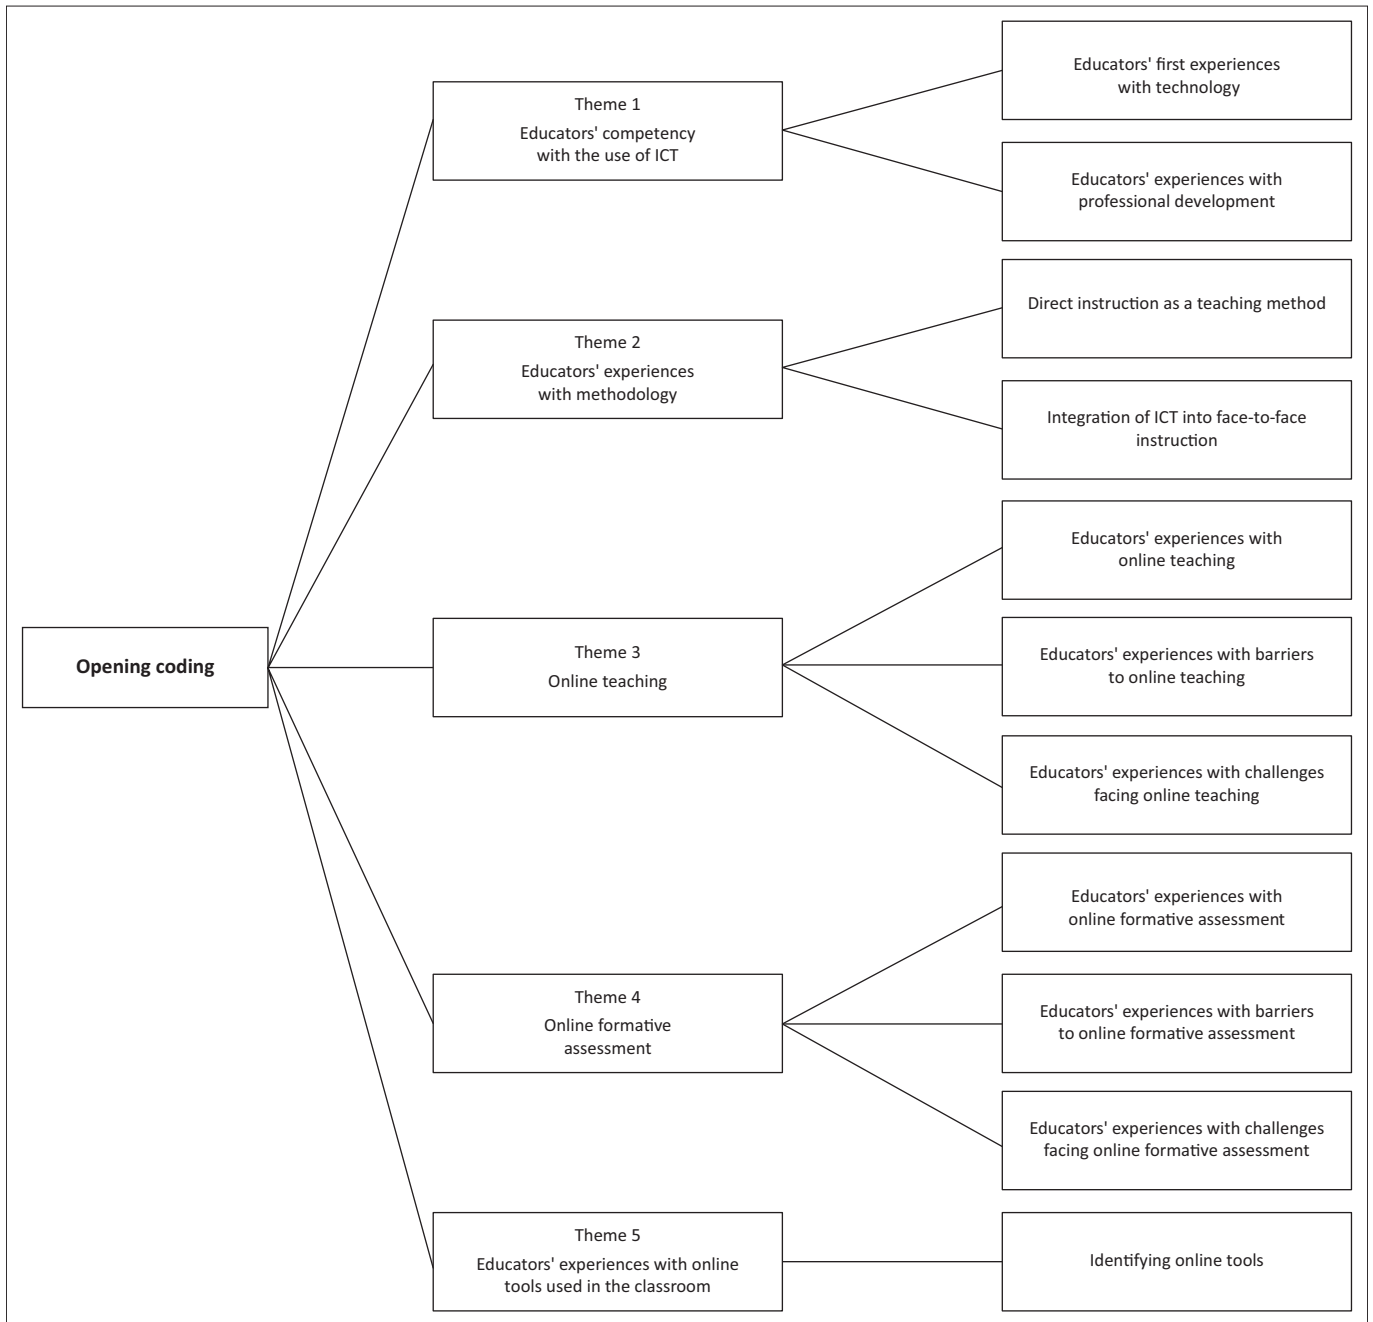 Opening coding
Theme 1
Educators' competency
with the use of ICT
Educators' first experiences
with technology
Educators' experiences with
professional development
Theme 2
Educators' experiences
with methodology
Direct instruction as a teaching method
Integration of ICT into face-to-face
instruction
Theme 3
Online teaching
Educators' experiences with
online teaching
Educators' experiences with barriers
to online teaching
Educators' experiences with challenges
facing online teaching
Theme 4
Online formative
assessment
Educators' experiences with
online formative assessment
Educators' experiences with barriers
to online formative assessment
Educators' experiences with challenges
facing online formative assessment
Theme 5
Educators' experiences with online
tools used in the classroom
Identifying online tools